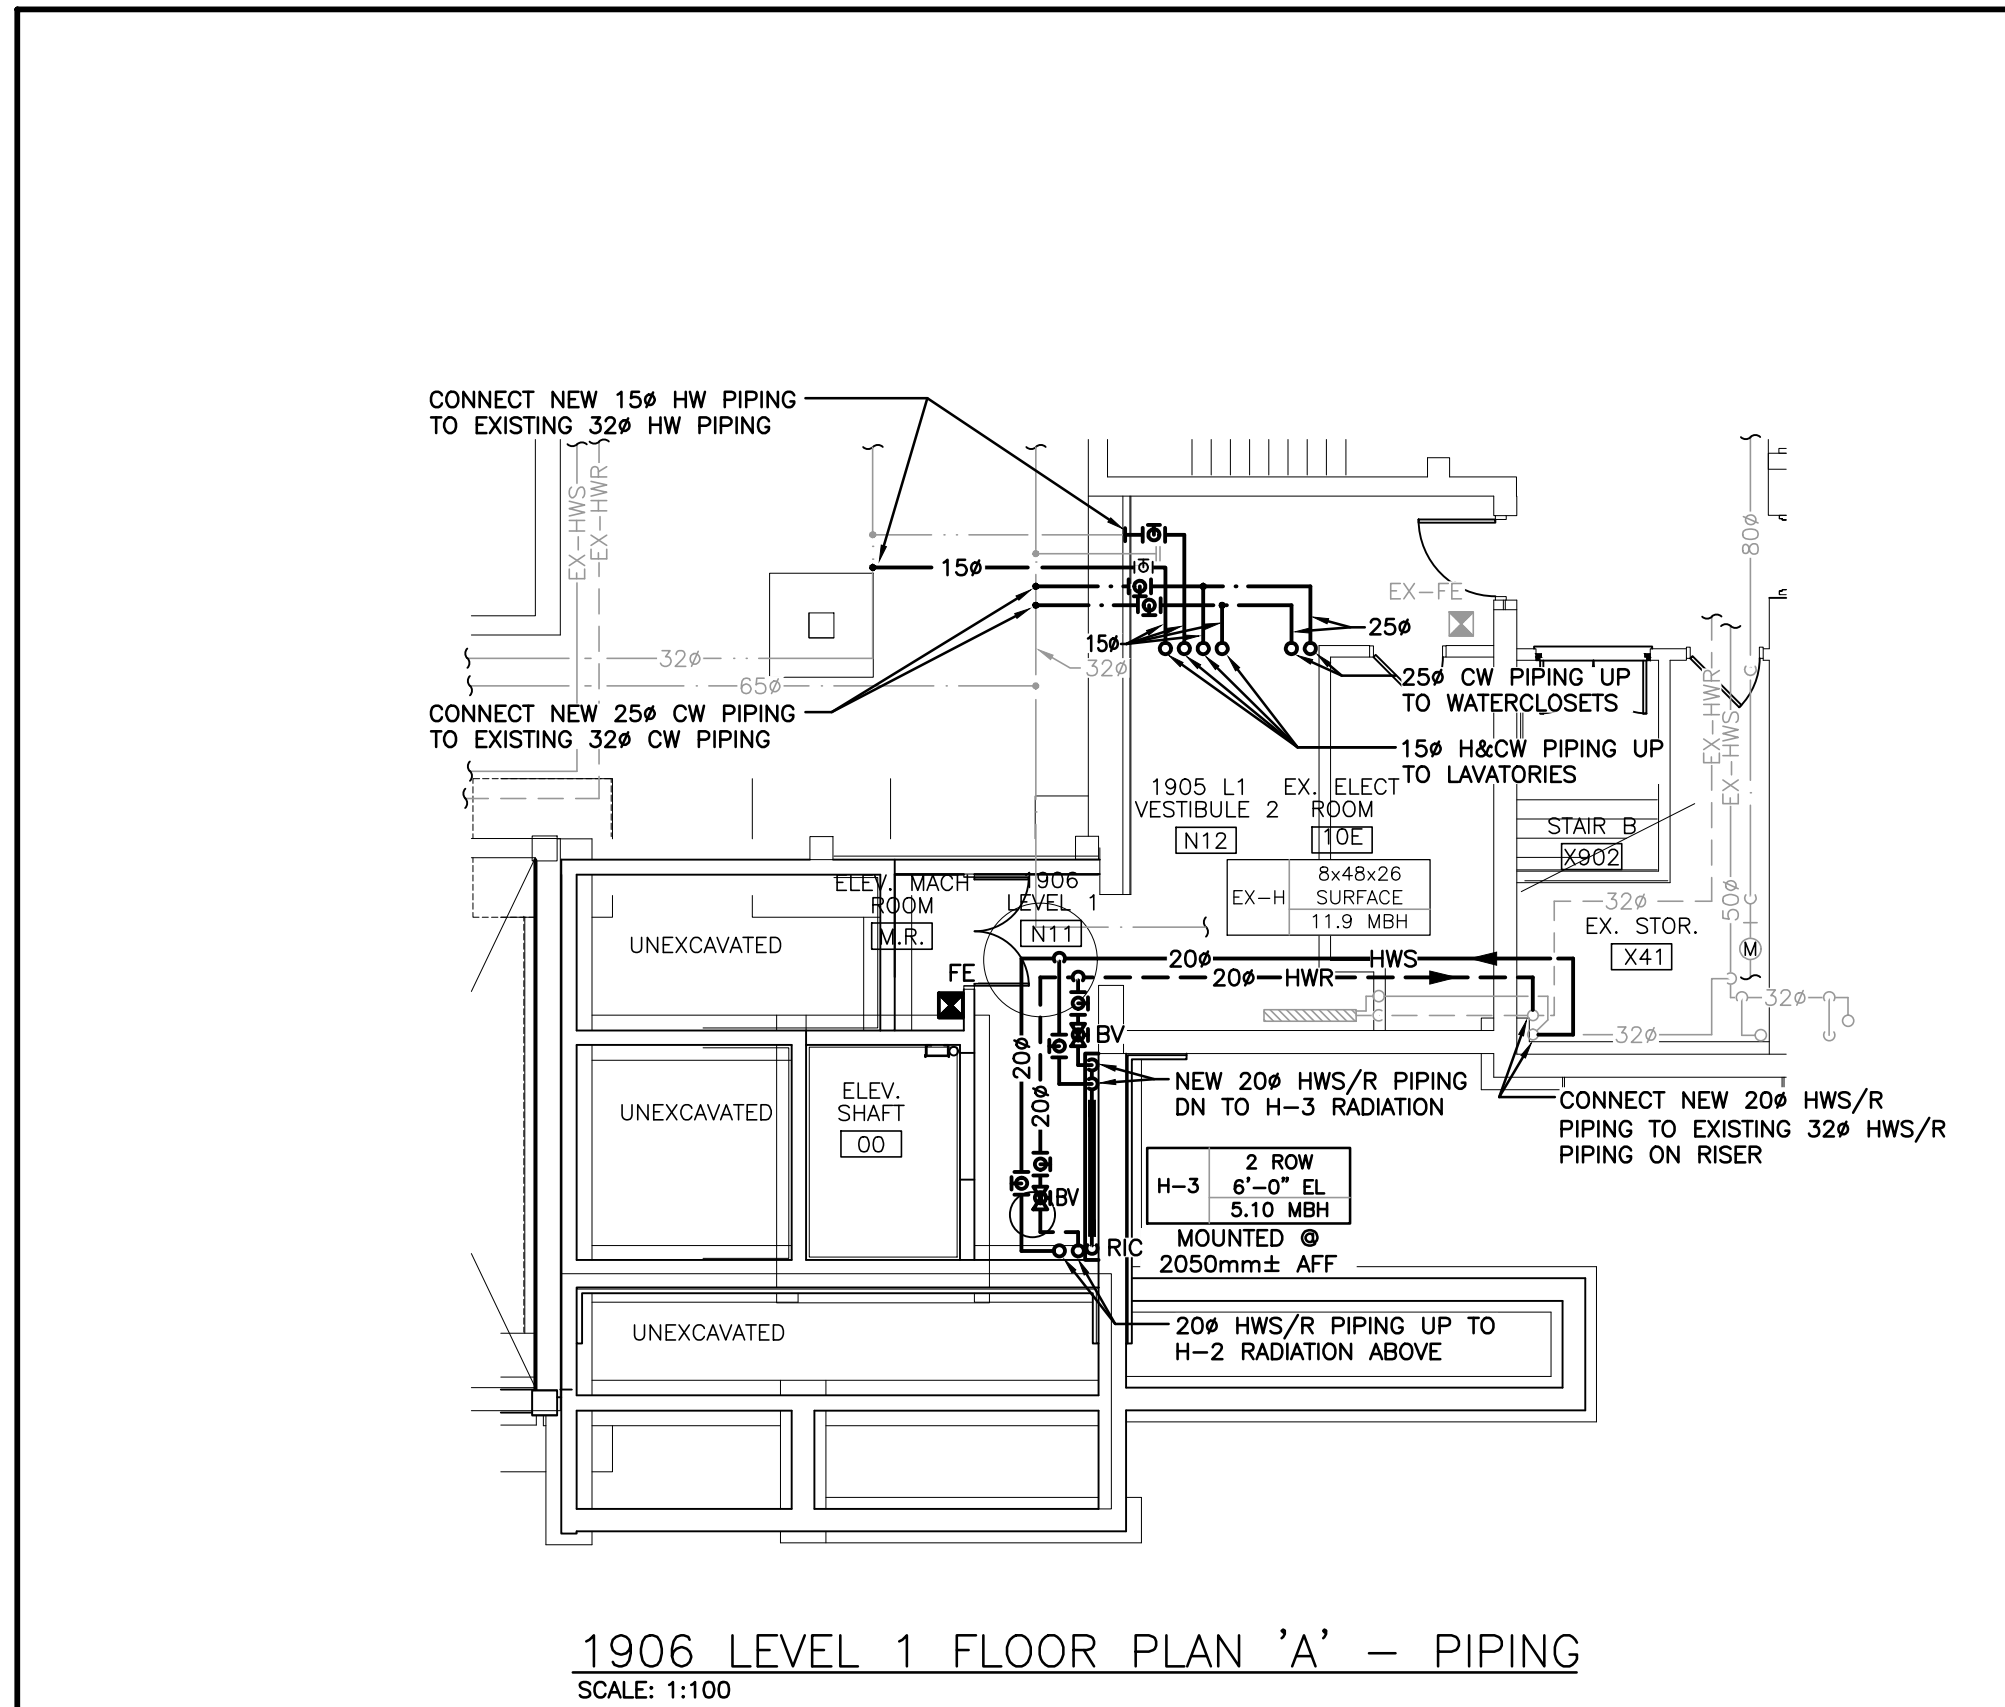 CONNECT NEW 15ø HW PIPING
TO EXISTING 32ø HW PIPING
EX-HWS
EX-HWR
80ø
15ø
EX-FE
15ø
25ø
32ø
32ø
65ø
25ø CW PIPING UP
TO WATERCLOSETS
CONNECT NEW 25ø CW PIPING
TO EXISTING 32ø CW PIPING
15ø H&CW PIPING UP
TO LAVATORIES
EX-HWR
EX-HWS
1905 L1
VESTIBULE 2
N12
EX. ELECT
ROOM
10E
STAIR B
X902
EX-H
8x48x26
SURFACE
11.9 MBH
ELEV. MACH
ROOM
M.R.
1906
LEVEL 1
N11
32ø
50ø
C
C
C
EX. STOR.
X41
M
UNEXCAVATED
FE
20ø
HWS
20ø
HWR
32ø
32ø
BV
20ø
20ø
ELEV.
SHAFT
00
UNEXCAVATED
NEW 20ø HWS/R PIPING
DN TO H-3 RADIATION
CONNECT NEW 20ø HWS/R
PIPING TO EXISTING 32ø HWS/R
PIPING ON RISER
H-3
2 ROW
6'-0" EL
5.10 MBH
BV
RIC
MOUNTED @
2050mm± AFF
UNEXCAVATED
20ø HWS/R PIPING UP TO
H-2 RADIATION ABOVE
1906 LEVEL 1 FLOOR PLAN 'A' - PIPING
SCALE: 1:100